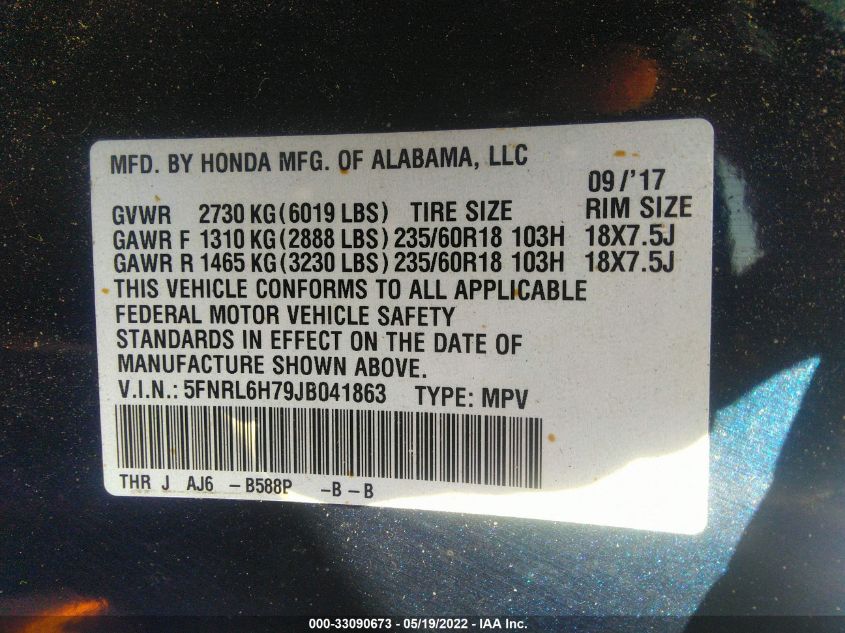 MFD. BY HONDA MFG. OF ALABAMA, LLC
09/'17
GVWR 2730 KG(6019 LBS) TIRE SIZE RIM SIZE
GAWR F 1310 KG(2888 LBS) 235/60R18 103H 18X7.5J
GAWR R 1465 KG(3230 LBS) 235/60R18 103H 18X7.5J
THIS VEHICLE CONFORMS TO ALL APPLICABLE
FEDERAL MOTOR VEHICLE SAFETY
STANDARDS IN EFFECT ON THE DATE OF
MANUFACTURE SHOWN ABOVE.
V.I.N.: 5FNRL6H79JB041863 TYPE: MPV
THR J AJ6 -B588P -B-B
000-33090673 - 05/19/2022 - IAA Inc.